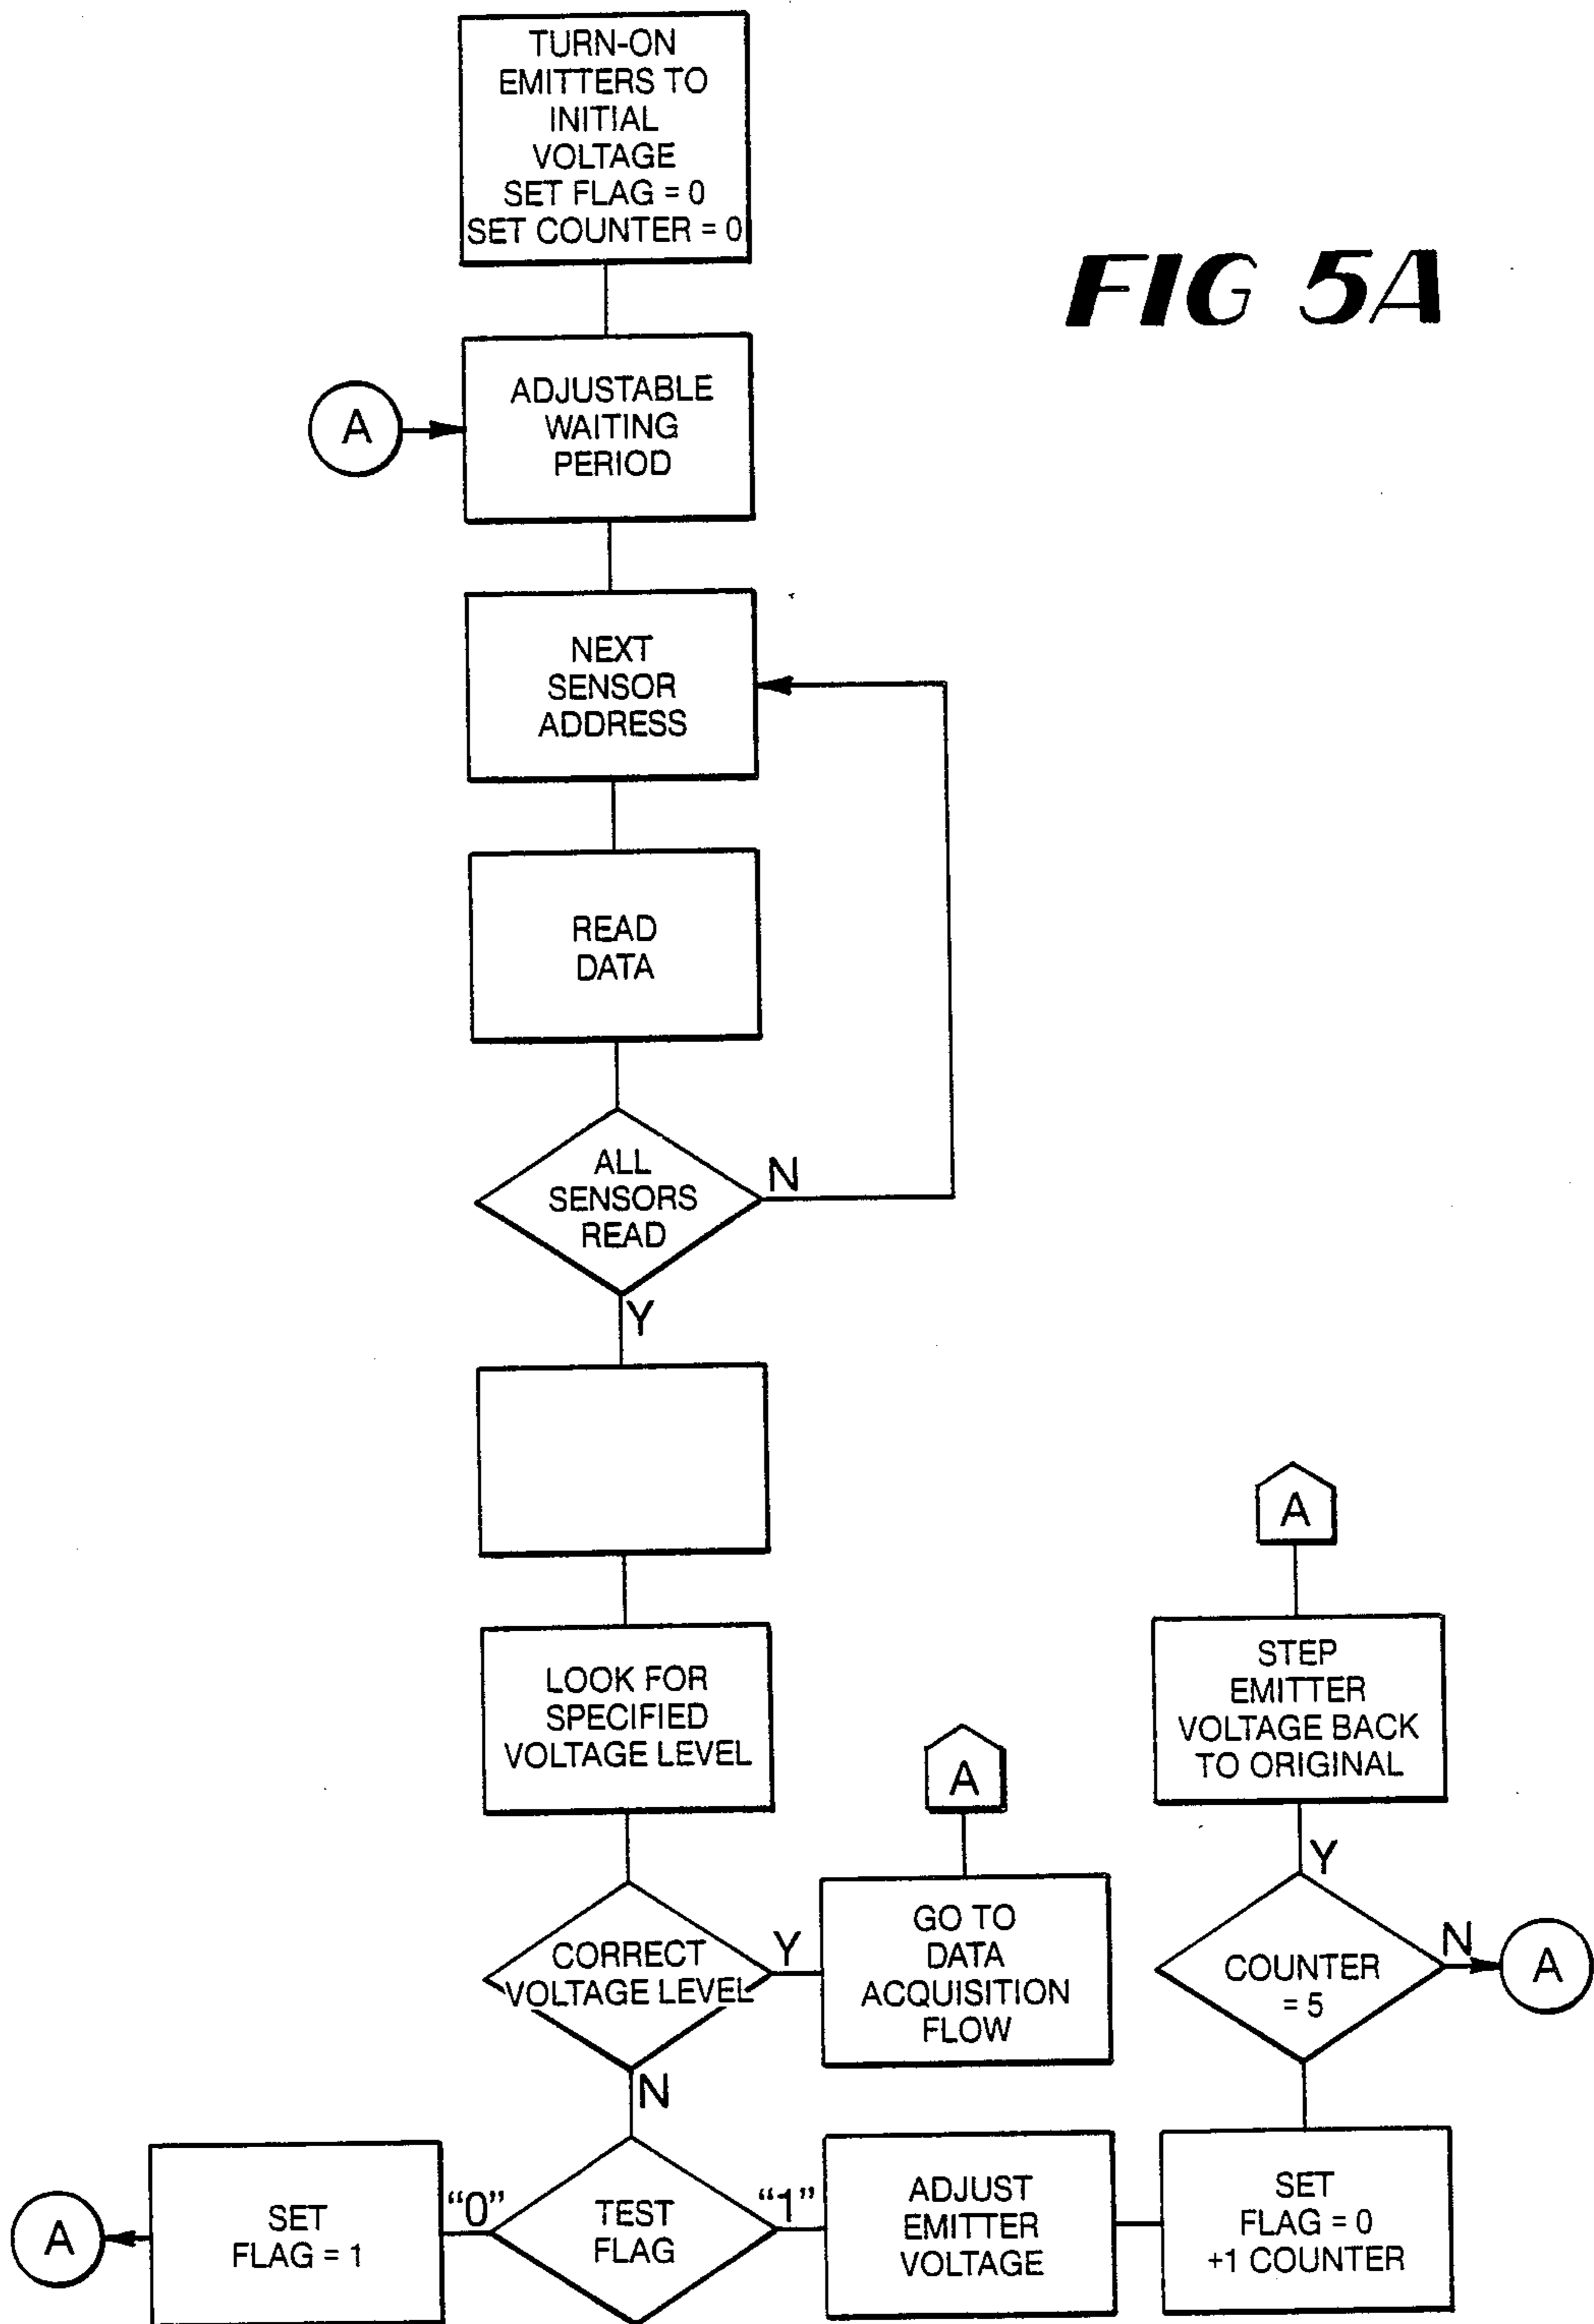 TURN-ON
EMITTERS TO
INITIAL
VOLTAGE
SET FLAG = 0
SET COUNTER = 0
FIG 5A
A
ADJUSTABLE
WAITING
PERIOD
NEXT
SENSOR
ADDRESS
READ
DATA
ALL
SENSORS
READ
N
Y
LOOK FOR
SPECIFIED
VOLTAGE LEVEL
CORRECT
VOLTAGE LEVEL
Y
N
A
GO TO
DATA
ACQUISITION
FLOW
A
STEP
EMITTER
VOLTAGE BACK
TO ORIGINAL
Y
COUNTER
= 5
N
A
A
SET
FLAG = 1
“0”
TEST
FLAG
“1”
ADJUST
EMITTER
VOLTAGE
SET
FLAG = 0
+1 COUNTER